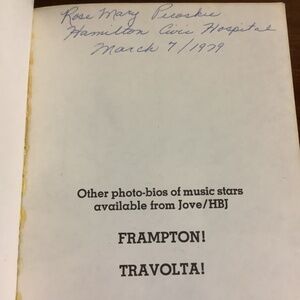 Rose Mary Picoskie
Hamilton Civic Hospital
March 7/1979
Other photo-bios of music stars
available from Jove/HBJ
FRAMPTON!
TRAVOLTA!